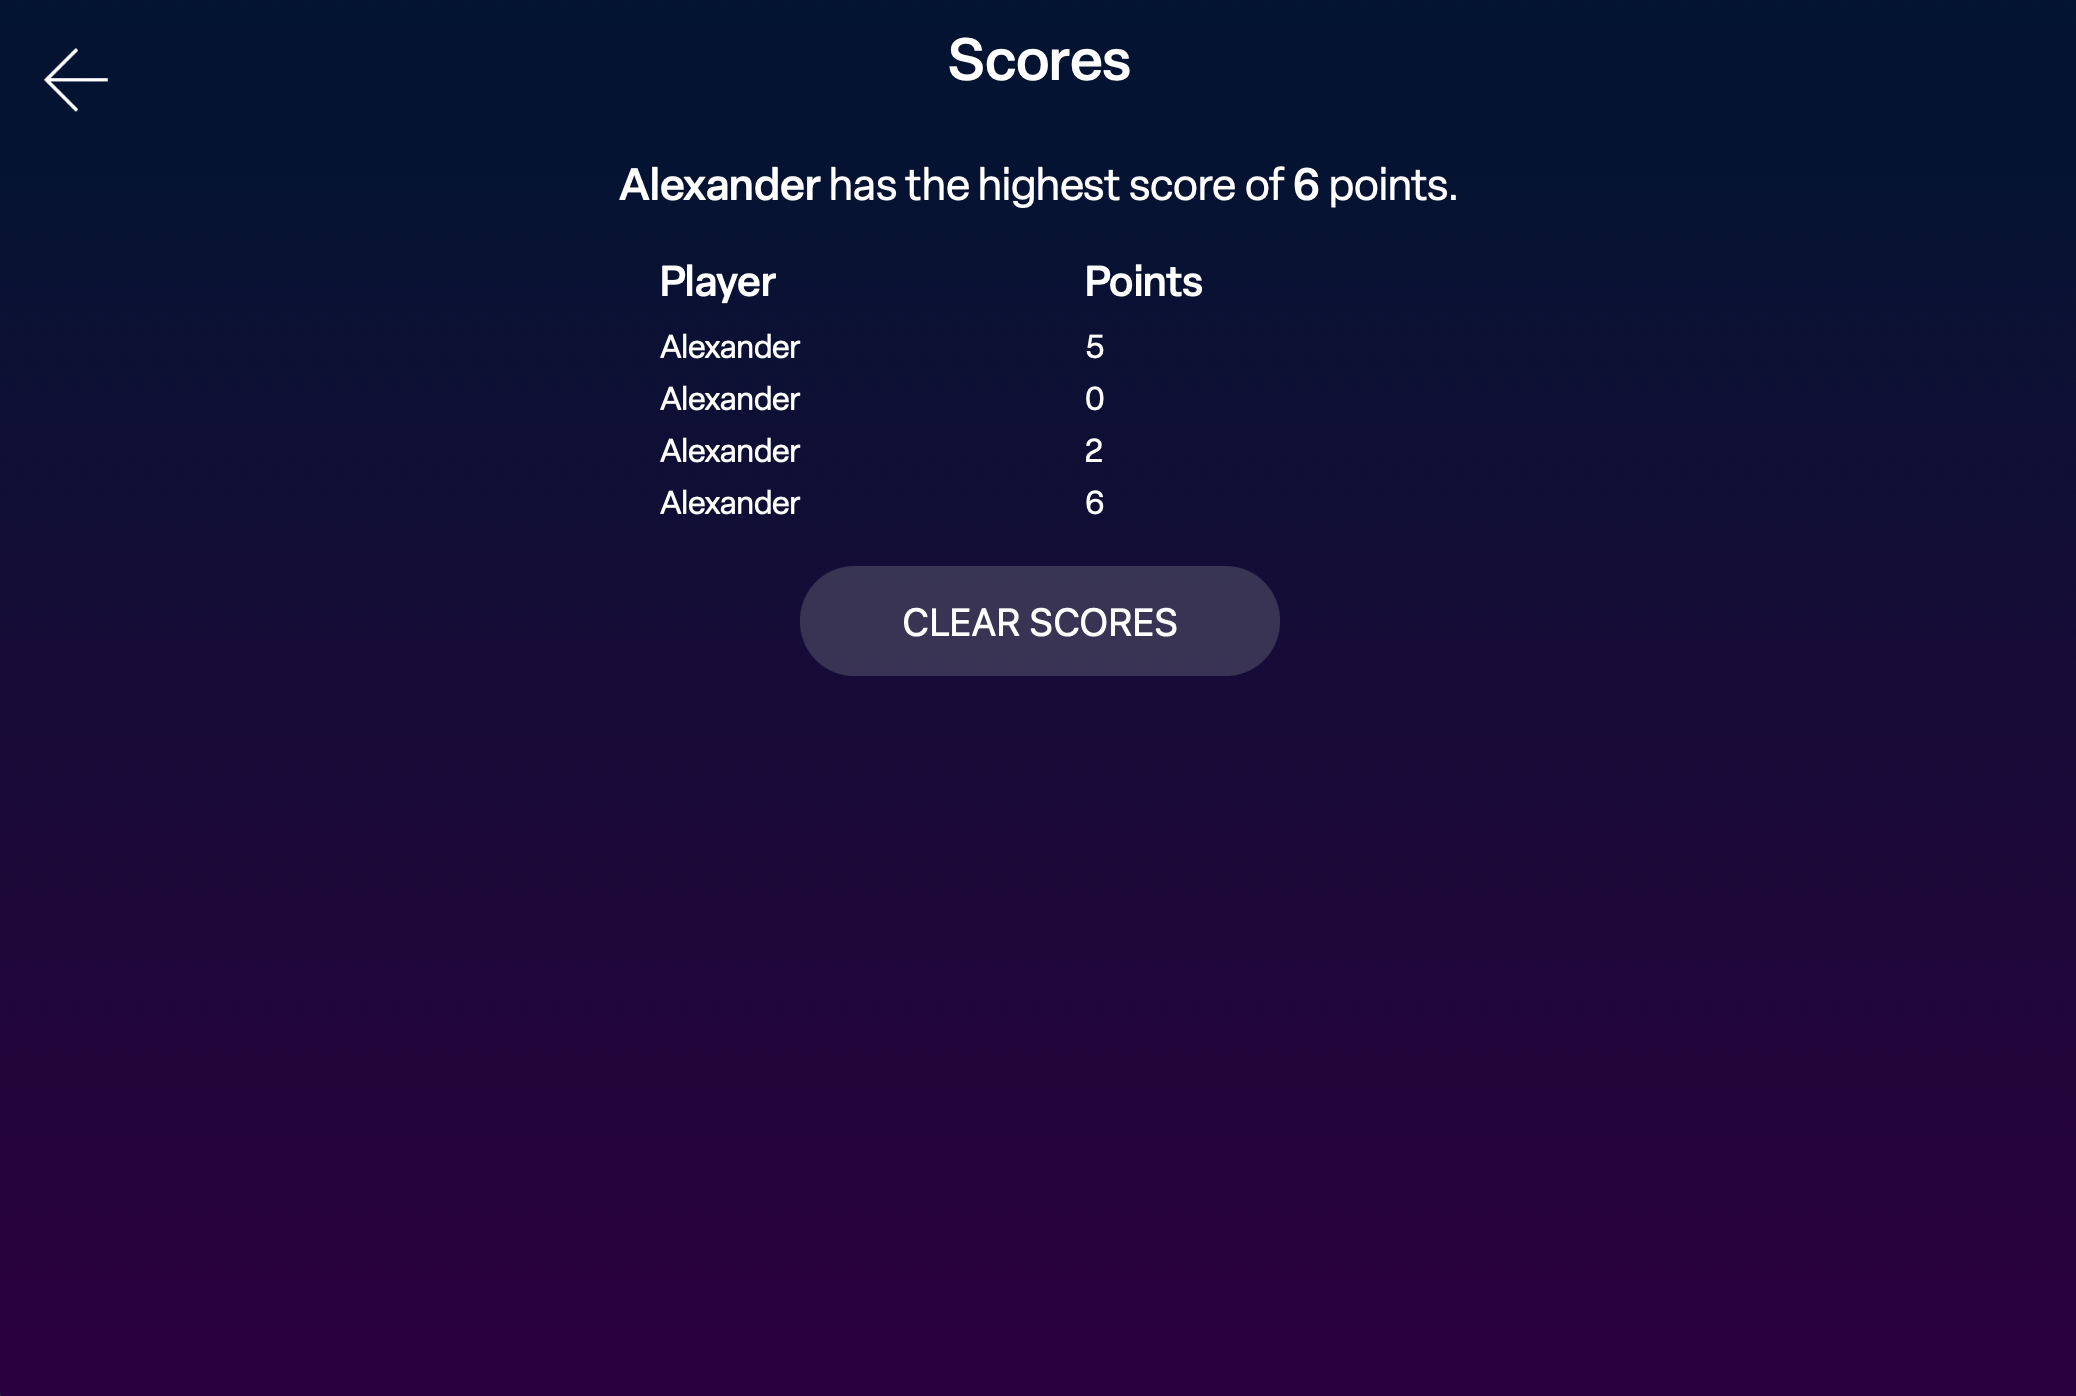 Scores
Alexander has the highest score of 6 points.
Player Points
Alexander 5
Alexander 0
Alexander 2
Alexander 6
CLEAR SCORES